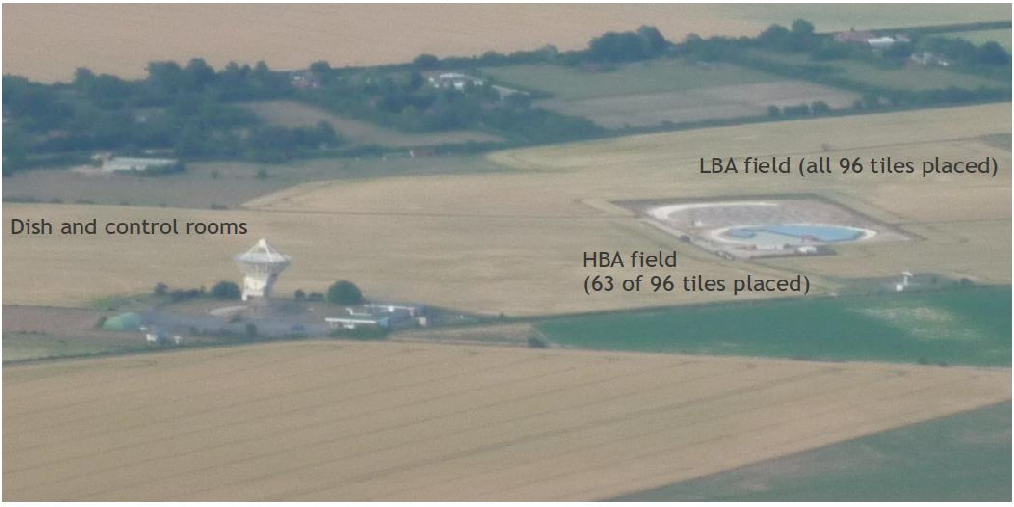 LBA field (all 96 tiles placed)
Dish and control rooms
HBA field
(63 of 96 tiles placed)